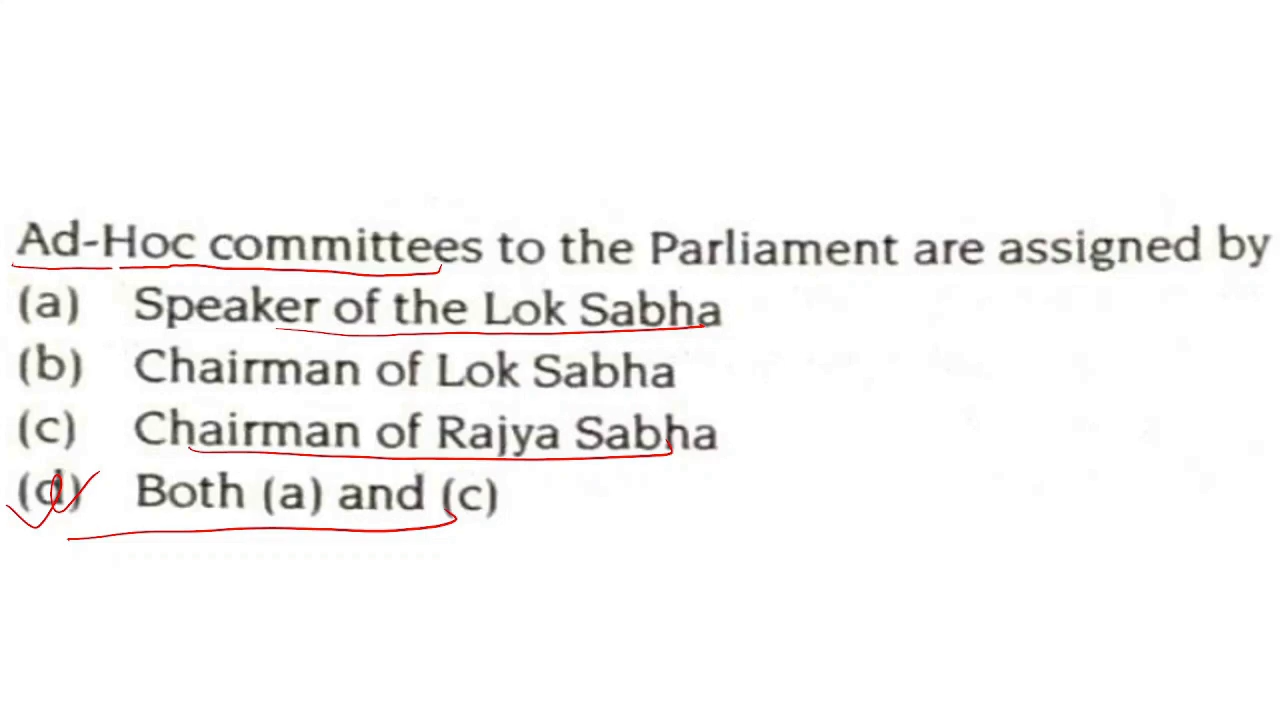 Ad-Hoc committees to the Parliament are assigned by
(a) Speaker of the Lok Sabha
(b) Chairman of Lok Sabha
(c) Chairman of Rajya Sabha
(d) Both (a) and (c)